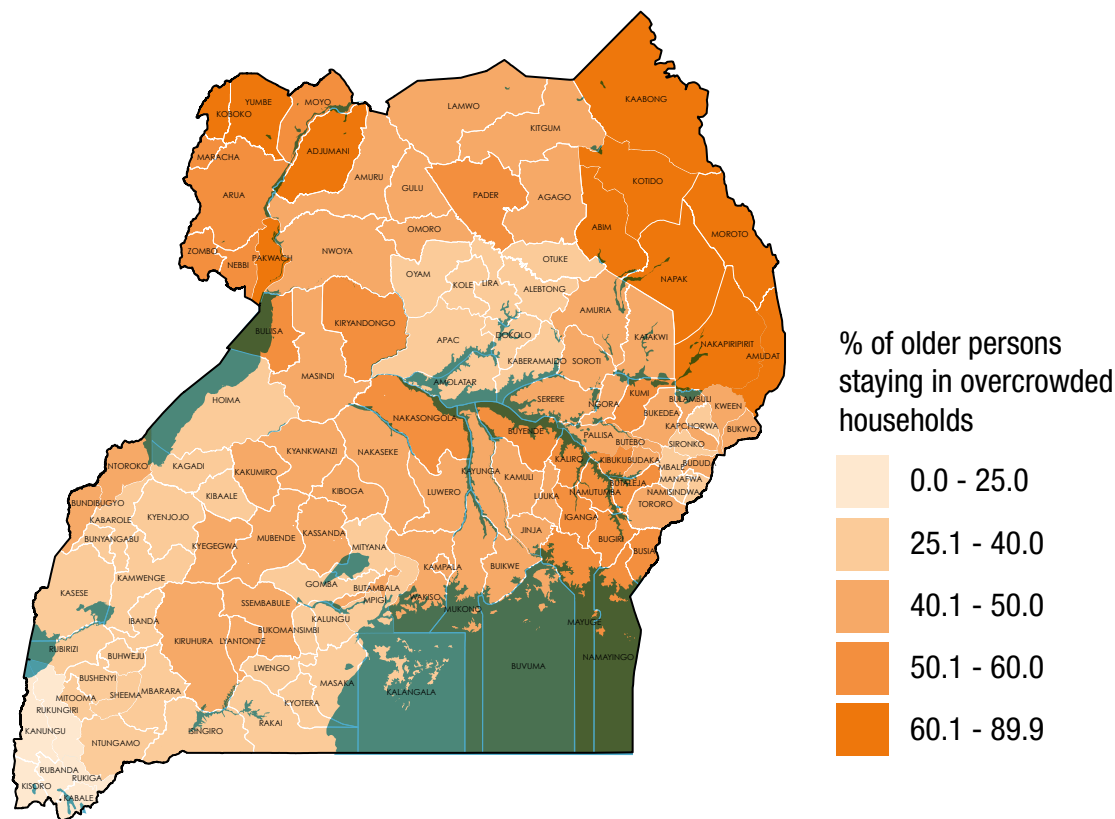 KAABONG
LAMWO
YUMBE
MOYO
KOBOKO
KITGUM
ADJUMANI
MARACHA
AMURU
GULU
KOTIDO
ARUA
PADER
AGAGO
OMORO
ABIM
MOROTO
ZOMBO
NWOYA
PAKWACH
NEBBI
OTUKE
OYAM
NAPAK
KOLE
LIRA
ALEBTONG
AMURIA
KIRYANDONGO
BULISA
DOKOLO
APAC
KATAKWI
NAKAPIRIPIRIT
AMUDAT
KABERAMAIDO
SOROTI
MASINDI
AMOLATAR
HOIMA
SERERE
NGORA
KUMI
BULAMBULI
KWEEN
NAKASONGOLA
BUKEDEA
KAPCHORWA
BUKWO
BUYENDE
PALLISA
BUTEBO
SIRONKO
KYANKWANZI
NAKASEKE
NTOROKO
KAGADI
KAKUMIRO
KAYUNGA
KALIRO
KIBUKU
BUDAKA
MBALE
BUDUDA
KAMULI
MANAFWA
BUTALEJA
NAMISINDWA
BUNDIBUGYO
KIBAALE
KIBOGA
LUWERO
LUUKA
NAMUTUMBA
TORORO
KABAROLE
KYENJOJO
BUNYANGABU
KYEGEGWA
MUBENDE
KASSANDA
MITYANA
JINJA
IGANGA
BUGIRI
BUSIA
KAMWENGE
KAMPALA
BUIKWE
KASESE
GOMBA
BUTAMBALA
MPIGI
WAKISO
MUKONO
SSEMBABULE
IBANDA
KALUNGU
MAYUGE
KIRUHURA
LYANTONDE
BUKOMANSIMBI
RUBIRIZI
BUHWEJU
NAMAYINGO
BUVUMA
LWENGO
BUSHENYI
MASAKA
KALANGALA
MITOOMA
SHEEMA
MBARARA
RUKUNGIRI
KYOTERA
RAKAI
KANUNGU
ISINGIRO
NTUNGAMO
RUBANDA
RUKIGA
KISORO
KABALE
% of older persons
staying in overcrowded
households
0.0 - 25.0
25.1 - 40.0
40.1 - 50.0
50.1 - 60.0
60.1 - 89.9